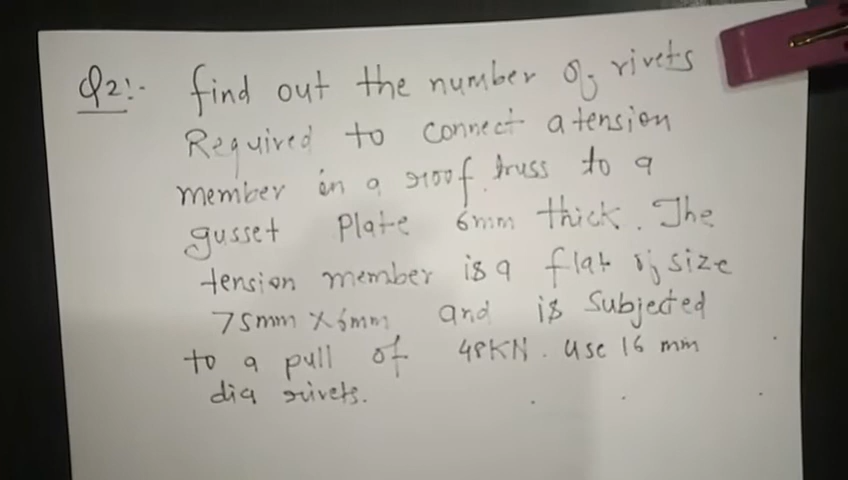 Q2:- find out the number of rivets
Required to connect a tension
member in a roof truss to a
gusset Plate 6mm thick. The
tension member is a flat of size
75mm x 6mm and is Subjected
to a pull of 48KN. use 16 mm
dia rivets.